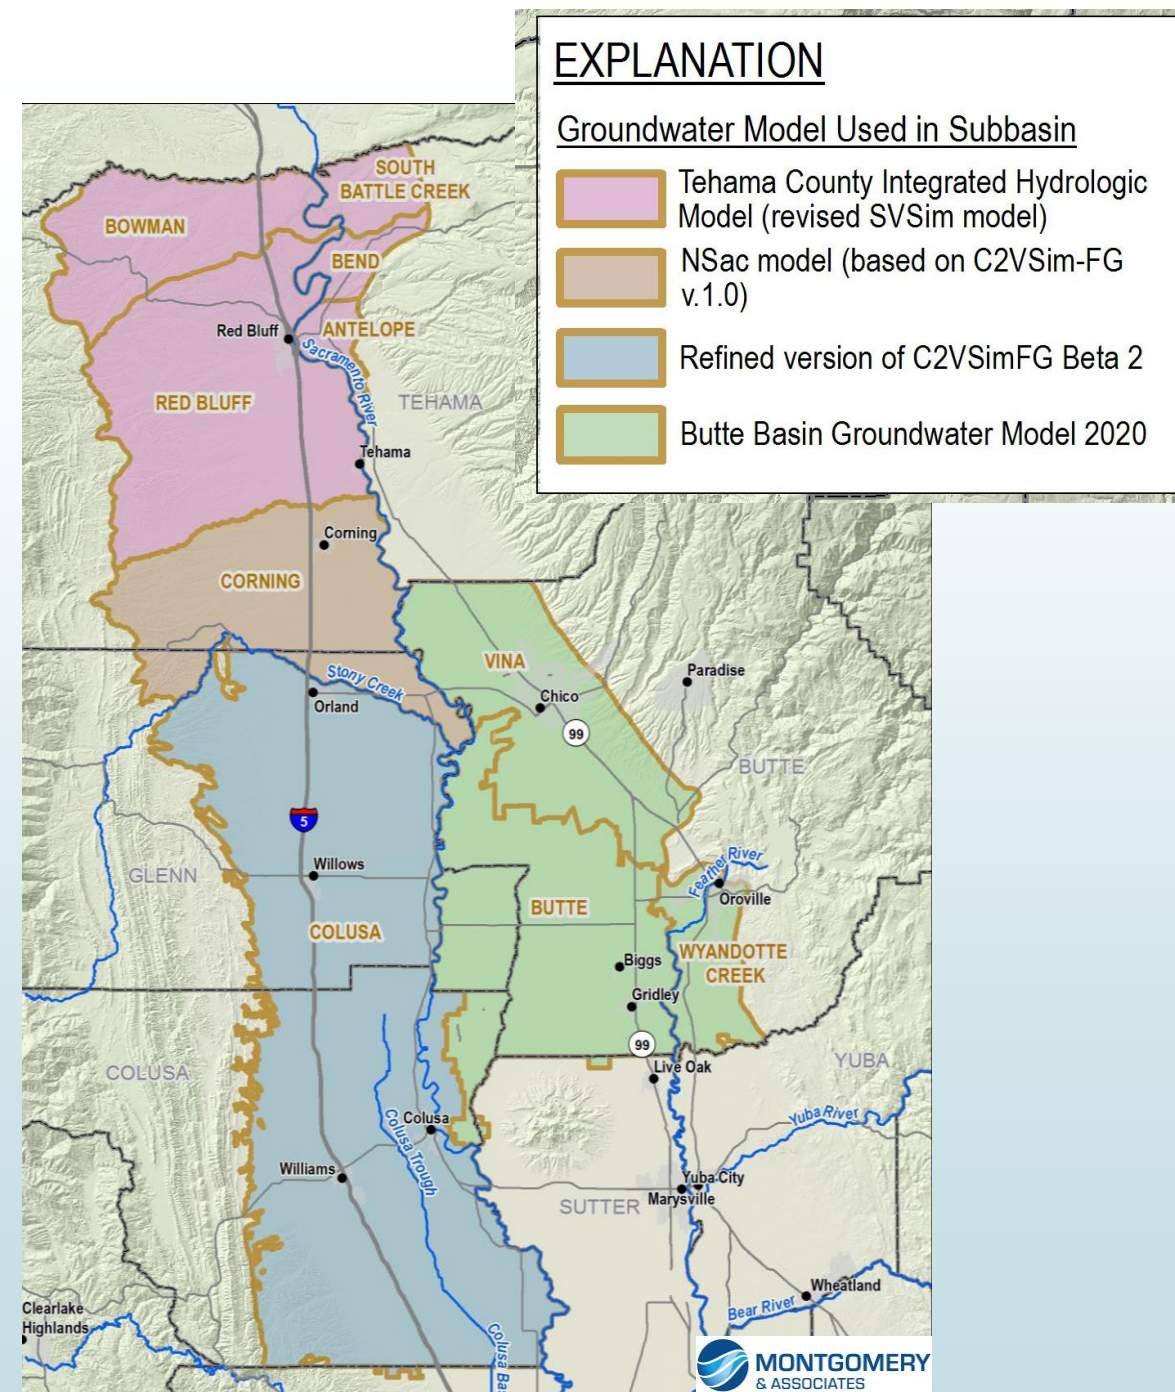 EXPLANATION
Groundwater Model Used in Subbasin
Tehama County Integrated Hydrologic
Model (revised SVSim model)
NSac model (based on C2VSim-FG
v.1.0)
Refined version of C2VSimFG Beta 2
Butte Basin Groundwater Model 2020
SOUTH
BATTLE CREEK
BOWMAN
BEND
Red Bluff
ANTELOPE
Sacramento River
RED BLUFF
TEHAMA
Tehama
Corning
CORNING
VINA
Paradise
Stony Creek
Orland
Chico
99
BUTTE
5
GLENN
Willows
Feather River
Oroville
BUTTE
COLUSA
WYANDOTTE
CREEK
Biggs
Gridley
99
COLUSA
Live Oak
YUBA
Colusa
Colusa Trough
Yuba River
Williams
Yuba City
Marysville
SUTTER
Wheatland
Bear River
Clearlake
Highlands
Colusa Bas
MONTGOMERY
& ASSOCIATES